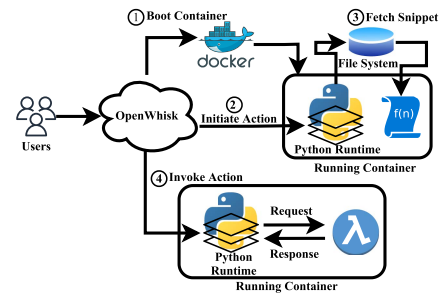 ① Boot Container
③ Fetch Snippet
docker
File System
OpenWhisk
②
Initiate Action
f(n)
Users
Python Runtime
Running Container
④ Invoke Action
Request
λ
Response
Python
Runtime
Running Container